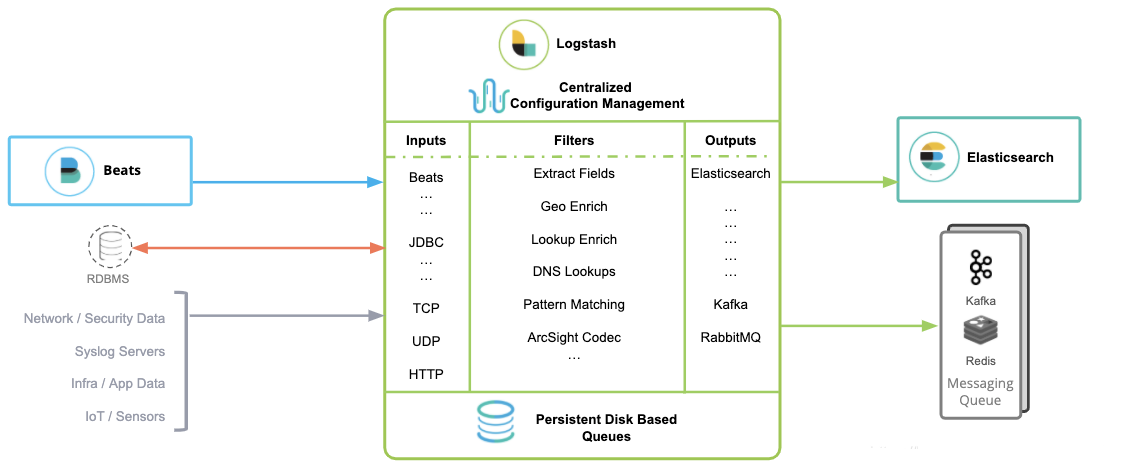 Logstash
Centralized
Configuration Management
Inputs
Filters
Outputs
Beats
Beats
…
…
Extract Fields
Elasticsearch
Elasticsearch
Geo Enrich
…
…
RDBMS
JDBC
…
…
Lookup Enrich
…
…
DNS Lookups
…
Network / Security Data
Syslog Servers
Infra / App Data
IoT / Sensors
TCP
UDP
HTTP
Pattern Matching
ArcSight Codec
…
Kafka
RabbitMQ
Kafka
Redis
Messaging
Queue
Persistent Disk Based
Queues